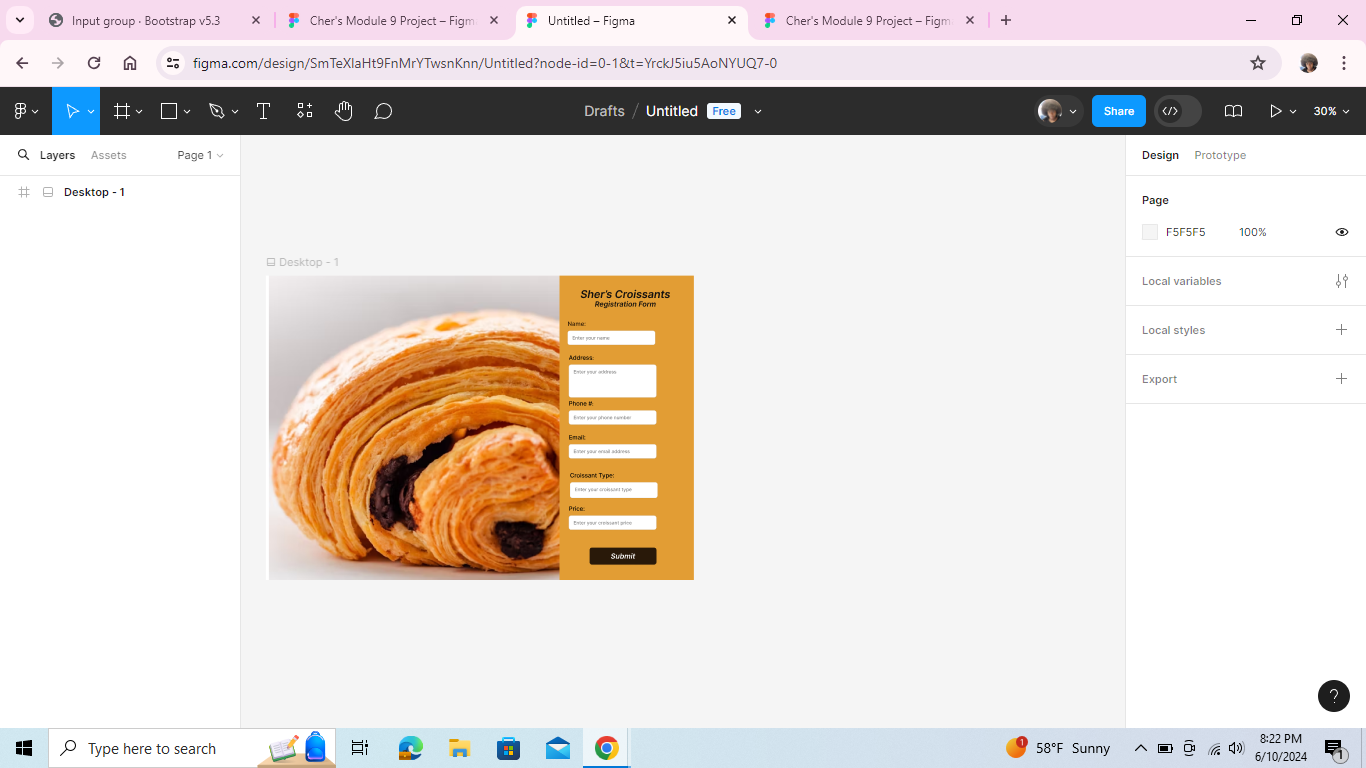 Input group · Bootstrap v5.3
Cher's Module 9 Project – Figm
Untitled – Figma
Cher's Module 9 Project – Figm
figma.com/design/SmTeXlaHt9FnMrYTwsnKnn/Untitled?node-id=0-1&t=YrckJ5iu5AoNYUQ7-0
Drafts / Untitled Free
Share
30%
Layers Assets Page 1
Design Prototype
Desktop - 1
Page
F5F5F5 100%
Local variables
Local styles
Export
Desktop - 1
Sher's Croissants
Registration Form
Name:
Enter your name
Address:
Enter your address
Phone #:
Enter your phone number
Email:
Enter your email address
Croissant Type:
Enter your croissant type
Price:
Enter your croissant price
Submit
?
Type here to search
1
58°F Sunny
8:22 PM
6/10/2024
1